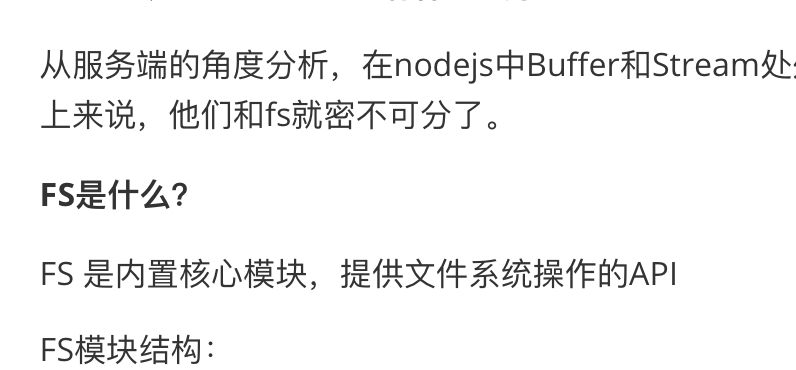 从服务端的角度分析，在nodejs中Buffer和Stream处
上来说，他们和fs就密不可分了。
FS是什么？
FS 是内置核心模块，提供文件系统操作的API
FS模块结构：